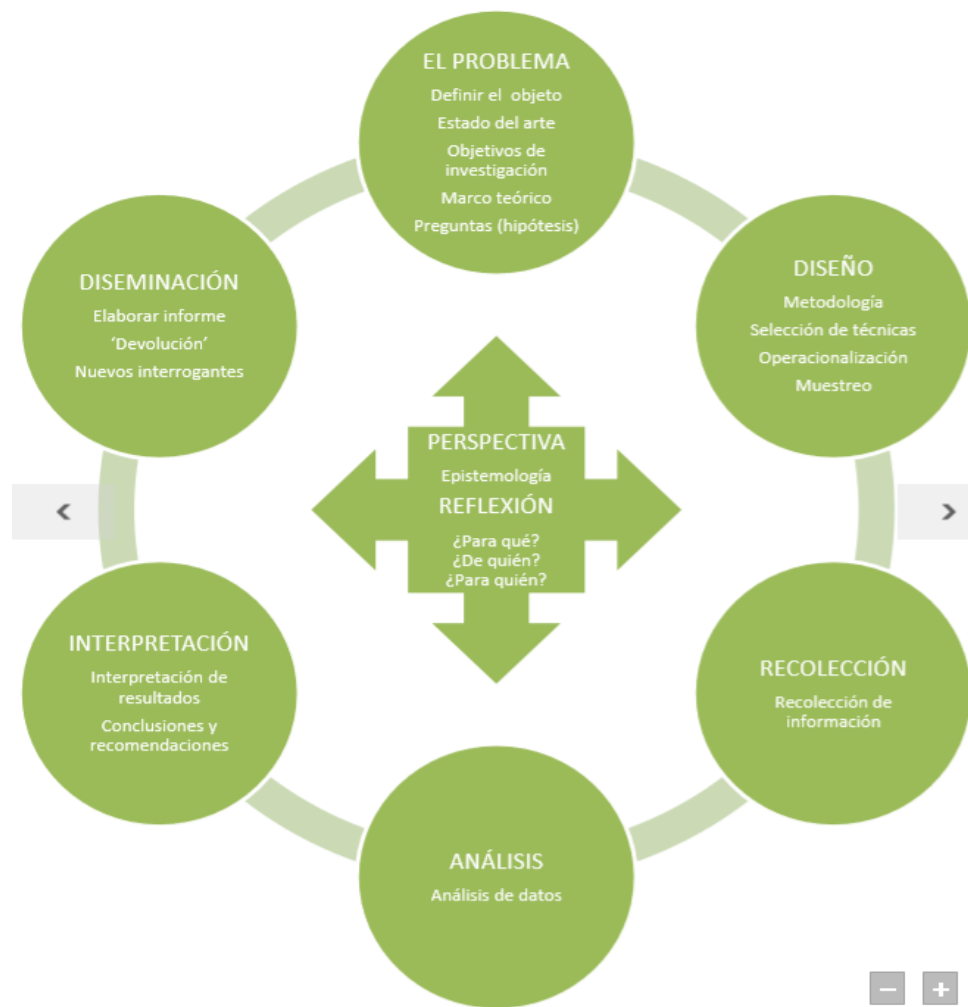 EL PROBLEMA
Definir el objeto
Estado del arte
Objetivos de
investigación
Marco teórico
Preguntas (hipótesis)
DISEÑO
Metodología
Selección de técnicas
Operacionalización
Muestreo
RECOLECCIÓN
Recolección de
información
ANÁLISIS
Análisis de datos
INTERPRETACIÓN
Interpretación de
resultados
Conclusiones y
recomendaciones
DISEMINACIÓN
Elaborar informe
‘Devolución’
Nuevos interrogantes
PERSPECTIVA
Epistemología
REFLEXIÓN
¿Para qué?
¿De quién?
¿Para quién?